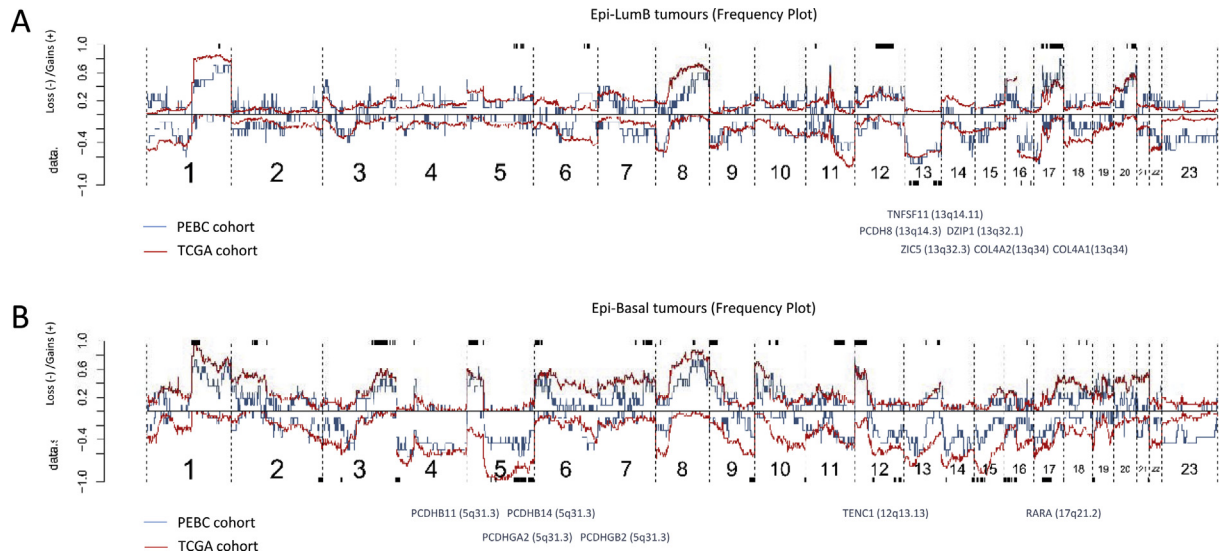 A
Epi-LumB tumours (Frequency Plot)
Loss (-) /Gains (+)
data.
1.0
0.6
0.2
-0.4
-1.0
1 2 3 4 5 6 7 8 9 10 11 12 13 14 15 16 17 18 19 20 21 22 23
PEBC cohort
TCGA cohort
TNFSF11 (13q14.11)
PCDH8 (13q14.3) DZIP1 (13q32.1)
ZIC5 (13q32.3) COL4A2(13q34) COL4A1(13q34)
B
Epi-Basal tumours (Frequency Plot)
Loss (-) /Gains (+)
data.s
1.0
0.6
0.2
-0.4
-1.0
1 2 3 4 5 6 7 8 9 10 11 12 13 14 15 16 17 18 19 20 21 22 23
PEBC cohort
TCGA cohort
PCDHB11 (5q31.3) PCDHB14 (5q31.3)
PCDHGA2 (5q31.3) PCDHGB2 (5q31.3)
TENC1 (12q13.13)
RARA (17q21.2)